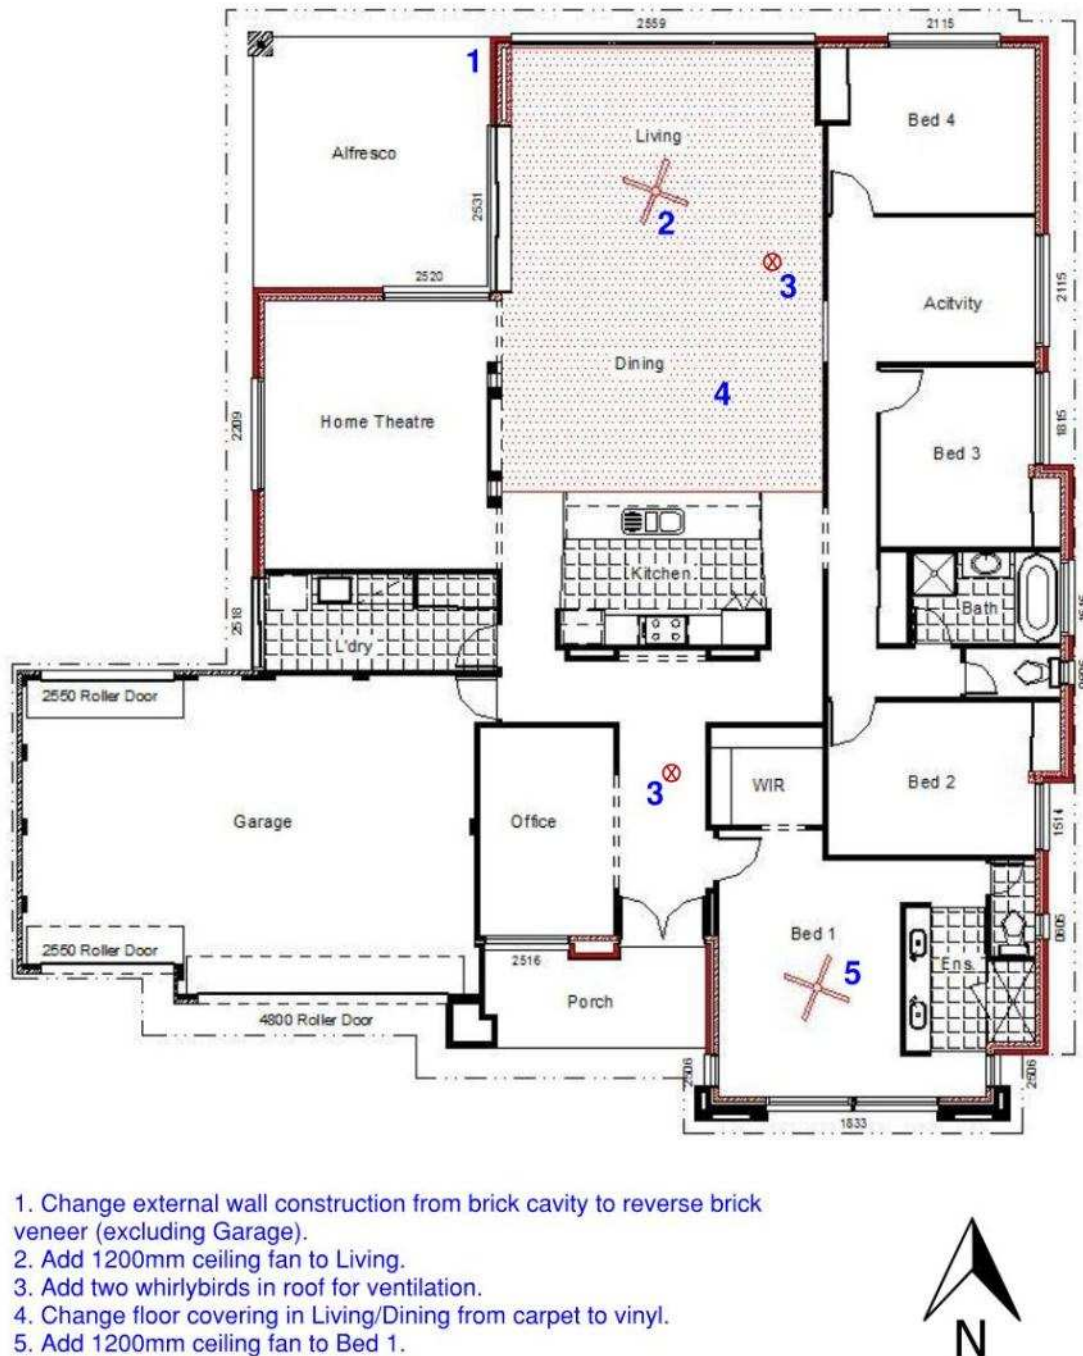 2559
2115
1
Alfresco
Living
Bed 4
2
2531
2520
3
Acitvity
2115
Dining
4
Home Theatre
2209
Bed 3
1815
Kitchen
Bath
2518
L'dry
2550 Roller Door
Garage
Office
3
WIR
Bed 2
1514
2550 Roller Door
2516
Porch
Bed 1
5
Ens.
0605
4800 Roller Door
2506
2506
1833
1. Change external wall construction from brick cavity to reverse brick
veneer (excluding Garage).
2. Add 1200mm ceiling fan to Living.
3. Add two whirlybirds in roof for ventilation.
4. Change floor covering in Living/Dining from carpet to vinyl.
5. Add 1200mm ceiling fan to Bed 1.
N